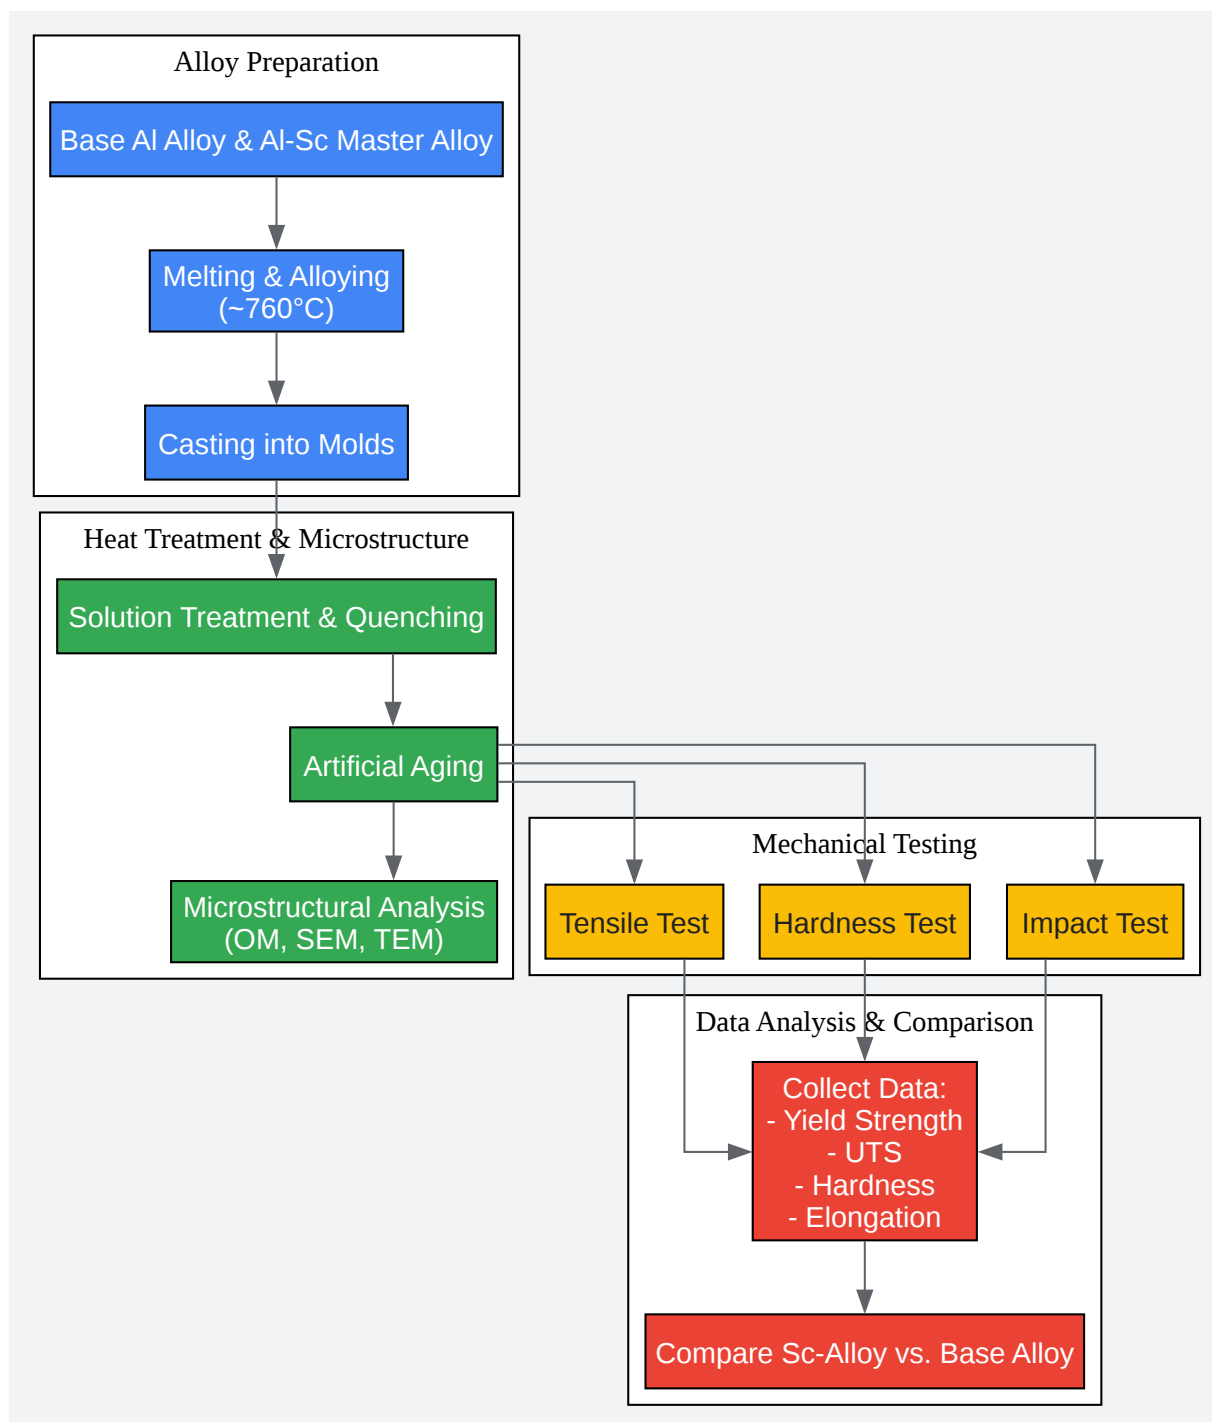 Alloy Preparation
Base Al Alloy & Al-Sc Master Alloy
Melting & Alloying
(~760°C)
Casting into Molds
Heat Treatment & Microstructure
Solution Treatment & Quenching
Artificial Aging
Microstructural Analysis
(OM, SEM, TEM)
Mechanical Testing
Tensile Test
Hardness Test
Impact Test
Data Analysis & Comparison
Collect Data:
- Yield Strength
- UTS
- Hardness
- Elongation
Compare Sc-Alloy vs. Base Alloy